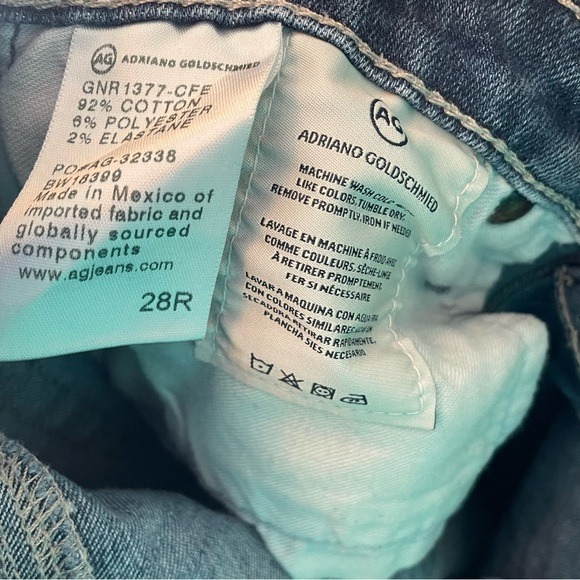 AG ADRIANO GOLDSCHMIED
GNR1377-CFE
92% COTTON
6% POLYESTER
2% ELASTANE
PO#AG-32338
BW18399
Made in Mexico of
imported fabric and
globally sourced
components
www.agjeans.com
28R
AG
ADRIANO GOLDSCHMIED
MACHINE WASH COLD
LIKE COLORS. TUMBLE DRY.
REMOVE PROMPTLY. IRON IF NEEDED
LAVAGE EN MACHINE À FROID AVEC
COMME COULEURS, SÈCHE-LINGE
À RETIRER PROMPTEMENT.
FER SI NÉCESSAIRE
LAVAR A MAQUINA CON AGUA
CON COLORES SIMILARES
SECADORA RETIRAR RAPIDAMENTE.
PLANCHA SIES NECESARIO